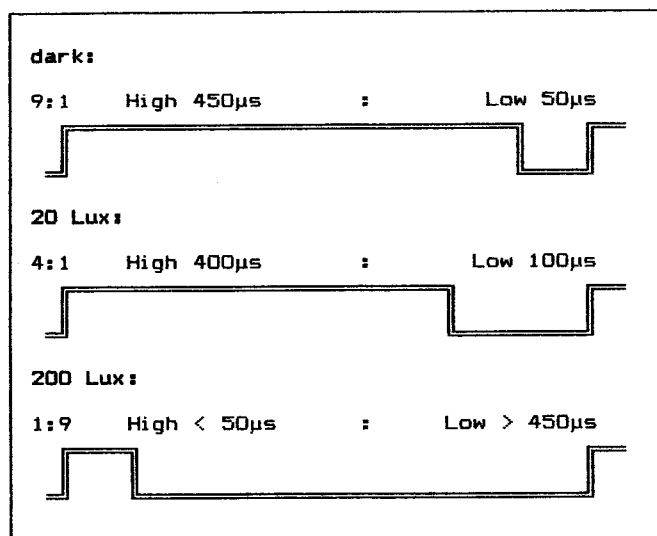 dark:
9:1 High 450µs : Low 50µs
20 Lux:
4:1 High 400µs : Low 100µs
200 Lux:
1:9 High < 50µs : Low > 450µs